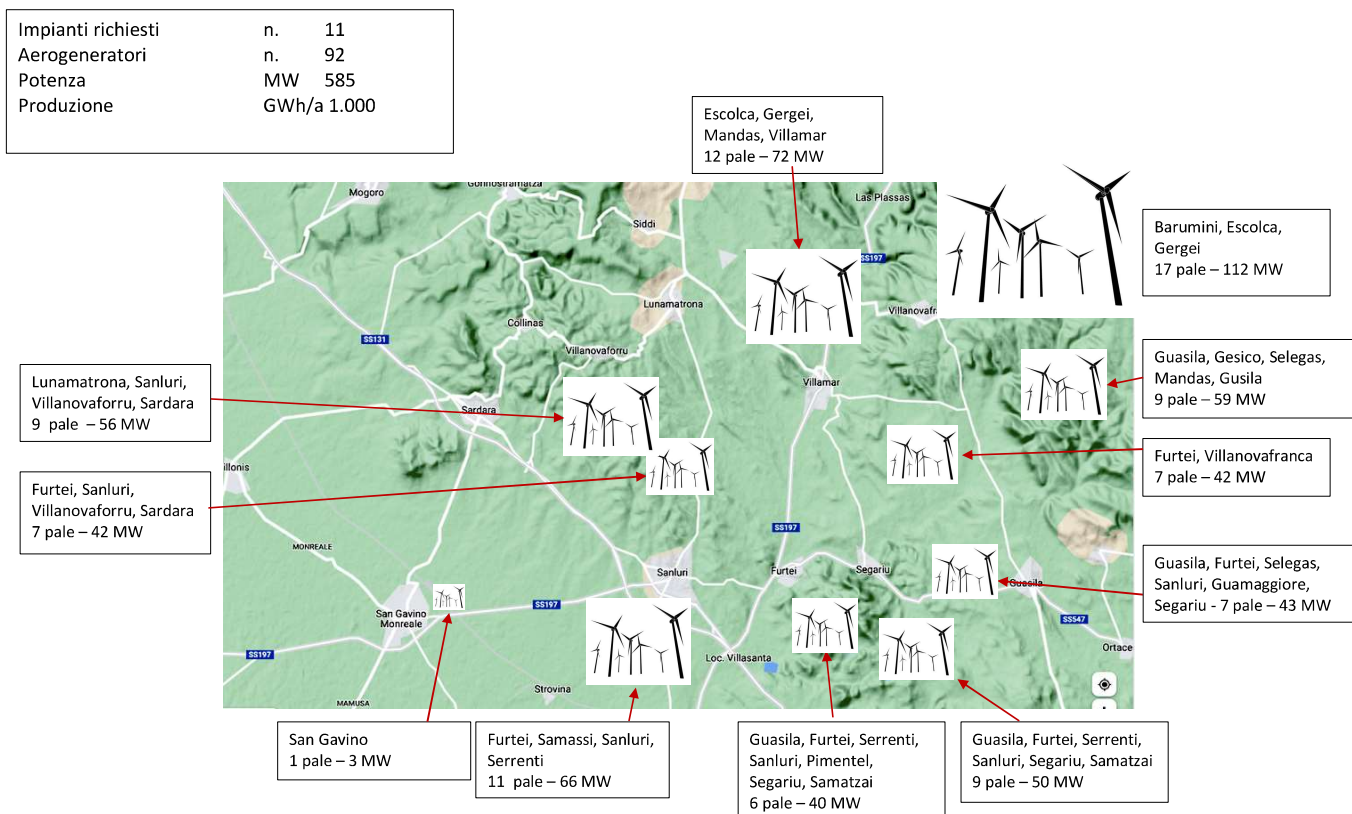 Impianti richiesti n. 11
Aerogeneratori n. 92
Potenza MW 585
Produzione GWh/a 1.000
Escolca, Gergei,
Mandas, Villamar
12 pale – 72 MW
Barumini, Escolca,
Gergei
17 pale – 112 MW
Guasila, Gesico, Selegas,
Mandas, Gusila
9 pale – 59 MW
Lunamatrona, Sanluri,
Villanovaforru, Sardara
9 pale – 56 MW
Furtei, Villanovafranca
7 pale – 42 MW
Furtei, Sanluri,
Villanovaforru, Sardara
7 pale – 42 MW
Guasila, Furtei, Selegas,
Sanluri, Guamaggiore,
Segariu - 7 pale – 43 MW
San Gavino
1 pale – 3 MW
Furtei, Samassi, Sanluri,
Serrenti
11 pale – 66 MW
Guasila, Furtei, Serrenti,
Sanluri, Pimentel,
Segariu, Samatzai
6 pale – 40 MW
Guasila, Furtei, Serrenti,
Sanluri, Segariu, Samatzai
9 pale – 50 MW
Mogoro
Gonnostramatza
Las Plassas
Siddi
SS197
Lunamatrona
Villanovafr
Collinas
SS131
Villanovaforru
Villamar
Sardara
illonis
SS197
MONREALE
Sanluri
Furtei
Segariu
Guasila
San Gavino
Monreale
SS197
SS547
SS197
Loc. Villasanta
Ortace
Strovina
MAMUSA